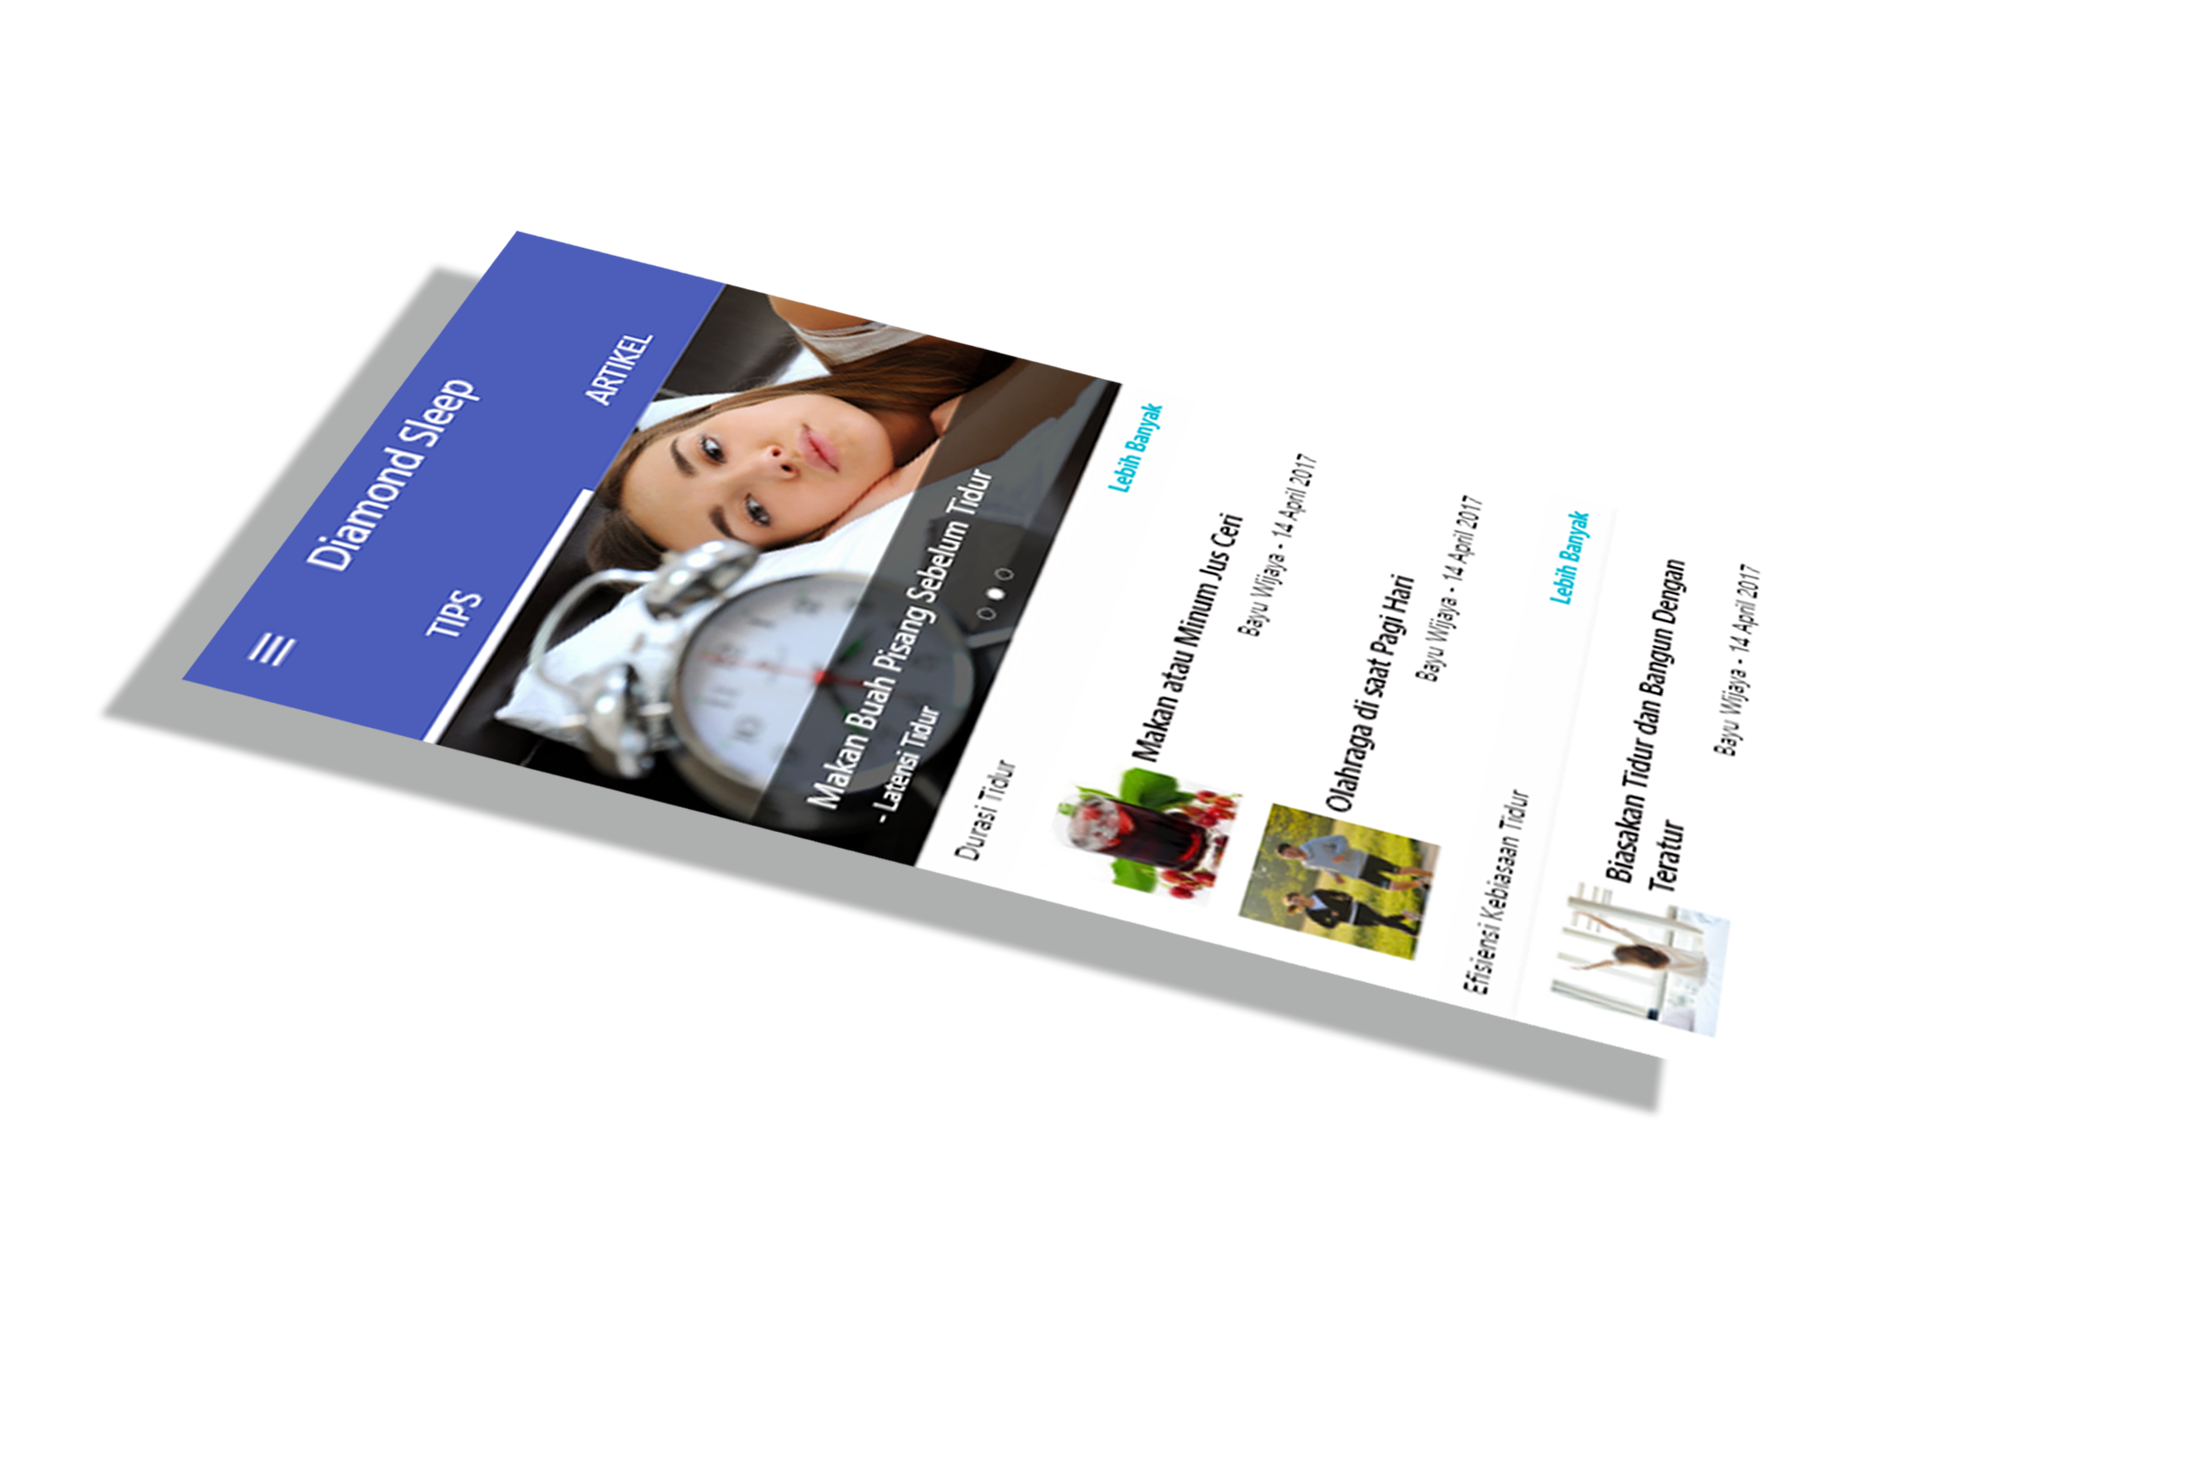 Diamond Sleep
TIPS
ARTIKEL
Makan Buah Pisang Sebelum Tidur
- Latensi Tidur
Durasi Tidur
Lebih Banyak
Makan atau Minum Jus Ceri
Bayu Wijaya - 14 April 2017
Olahraga di saat Pagi Hari
Bayu Wijaya - 14 April 2017
Efisiensi Kebiasaan Tidur
Lebih Banyak
Biasakan Tidur dan Bangun Dengan
Teratur
Bayu Wijaya - 14 April 2017